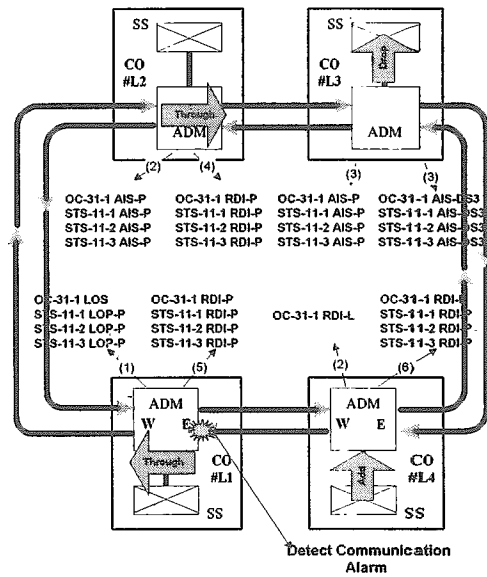 SS
SS
CO
#L2
CO
#L3
Through
Drop
ADM
ADM
(2)
(4)
(3)
(3)
OC-31-1 AIS-P
STS-11-1 AIS-P
STS-11-2 AIS-P
STS-11-3 AIS-P
OC-31-1 RDI-P
STS-11-1 RDI-P
STS-11-2 RDI-P
STS-11-3 RDI-P
OC-31-1 AIS-P
STS-11-1 AIS-P
STS-11-2 AIS-P
STS-11-3 AIS-P
OC-31-1 AIS-DS3
STS-11-1 AIS-DS3
STS-11-2 AIS-DS3
STS-11-3 AIS-DS3
OC-31-1 LOS
STS-11-1 LOP-P
STS-11-2 LOP-P
STS-11-3 LOP-P
OC-31-1 RDI-P
STS-11-1 RDI-P
STS-11-2 RDI-P
STS-11-3 RDI-P
OC-31-1 RDI-L
OC-31-1 RDI-P
STS-11-1 RDI-P
STS-11-2 RDI-P
STS-11-3 RDI-P
(1)
(5)
(2)
(6)
ADM
W E
ADM
W E
Through
CO
#L1
Add
CO
#L4
SS
SS
Detect Communication
Alarm